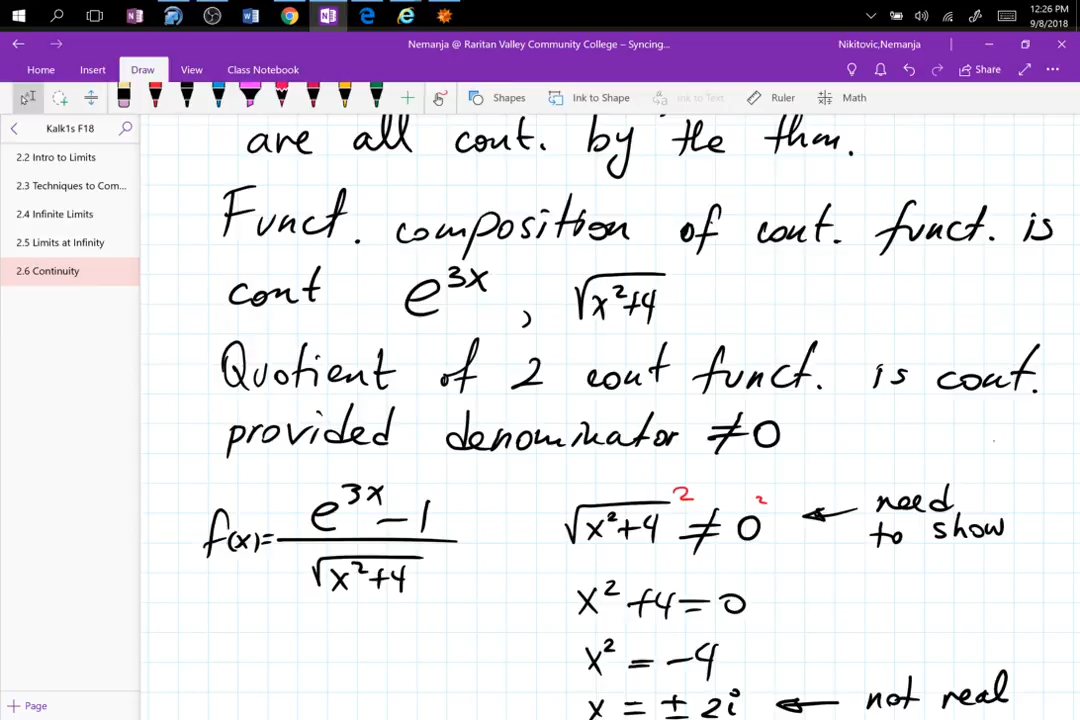 12:26 PM
9/8/2018
Nemanja @ Raritan Valley Community College – Syncing...
Nikitovic,Nemanja
Home Insert Draw View Class Notebook
Share
Shapes Ink to Shape Ink to Text Ruler Math
Kalk1s F18
2.2 Intro to Limits
2.3 Techniques to Com...
2.4 Infinite Limits
2.5 Limits at Infinity
2.6 Continuity
+ Page
are all cont. by the thm.
Funct. composition of cont. funct. is
cont e^{3x} , √(x²+4)
Quotient of 2 cont funct. is cont.
provided denominator ≠0
f(x)= (e^{3x} − 1)/√(x²+4)
√(x²+4)² ≠ 0² ← need to show
x² +4 = 0
x² = −4
x = ± 2i ← not real